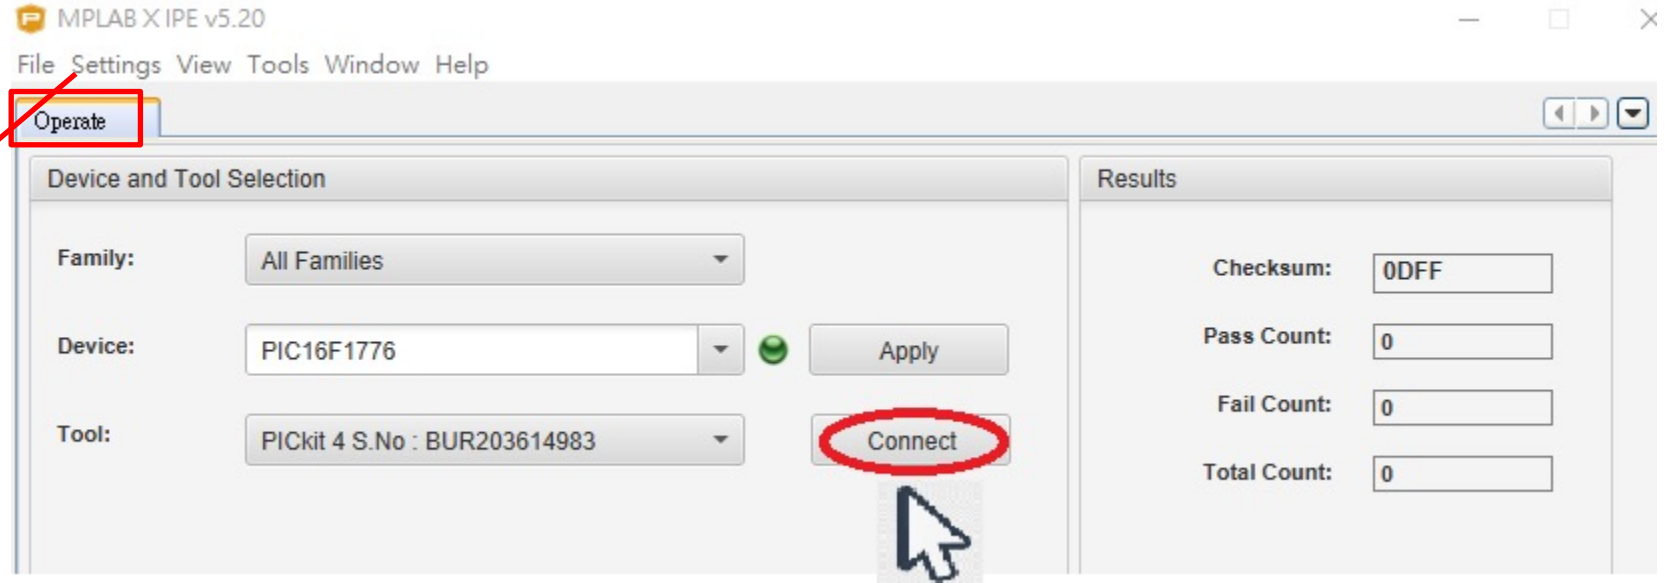 MPLAB X IPE v5.20
File Settings View Tools Window Help
Operate
Device and Tool Selection
Family:
All Families
Device:
PIC16F1776
Apply
Tool:
PICkit 4 S.No : BUR203614983
Connect
Results
Checksum:
0DFF
Pass Count:
0
Fail Count:
0
Total Count:
0